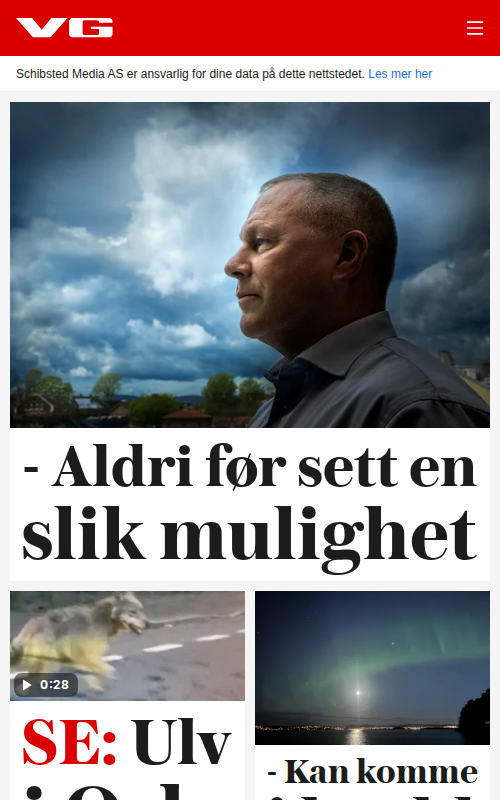 VG
Schibsted Media AS er ansvarlig for dine data på dette nettstedet. Les mer her
- Aldri før sett en
slik mulighet
0:28
SE: Ulv
- Kan komme